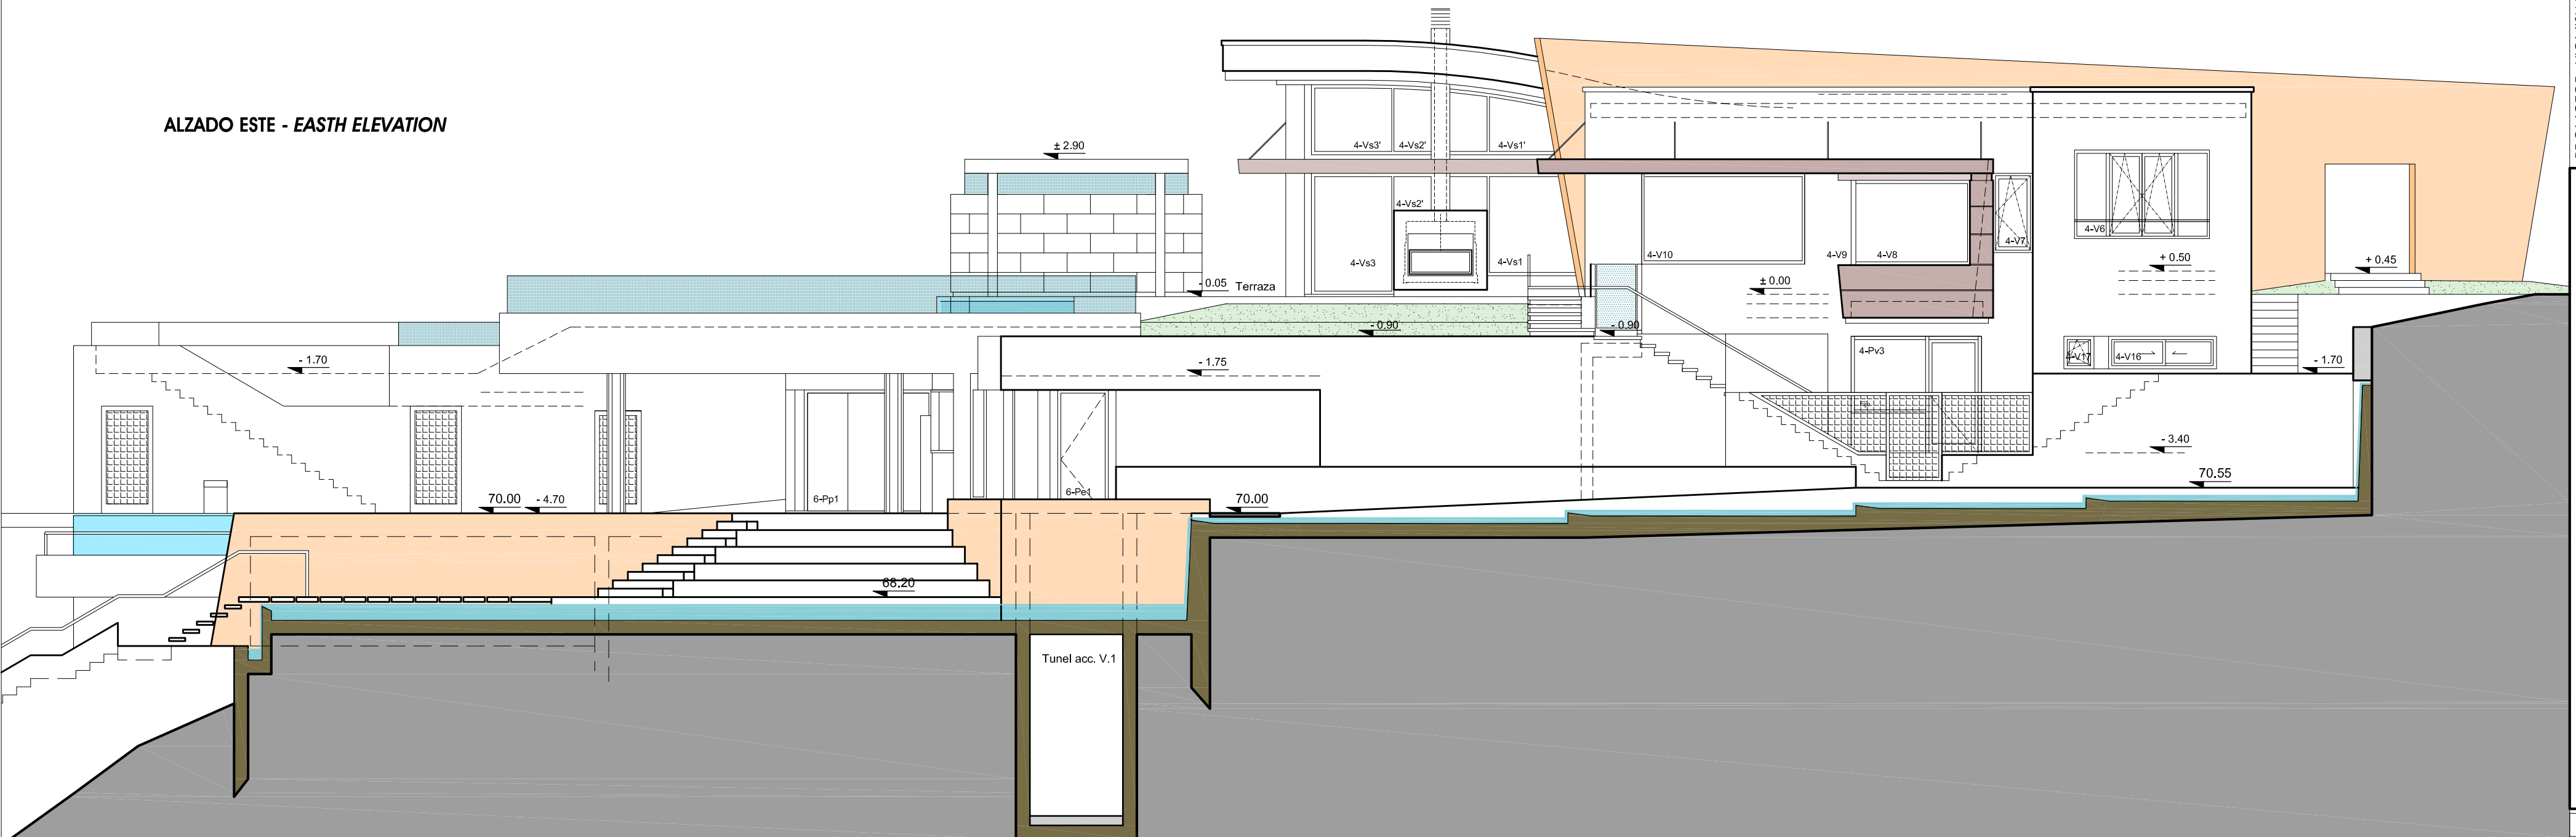 ALZADO ESTE - EASTH ELEVATION
± 2.90
4-Vs3'
4-Vs2'
4-Vs1'
4-Vs2'
4-V6
4-V7
4-Vs3
4-Vs1
4-V10
4-V9
4-V8
+ 0.50
+ 0.45
- 0.05 Terraza
± 0.00
- 0.90
- 0.90
- 1.70
- 1.75
4-Pv3
4-V17
4-V16
- 1.70
- 3.40
70.55
70.00 - 4.70
6-Pp1
6-Pe1
70.00
68.20
Tunel acc. V.1